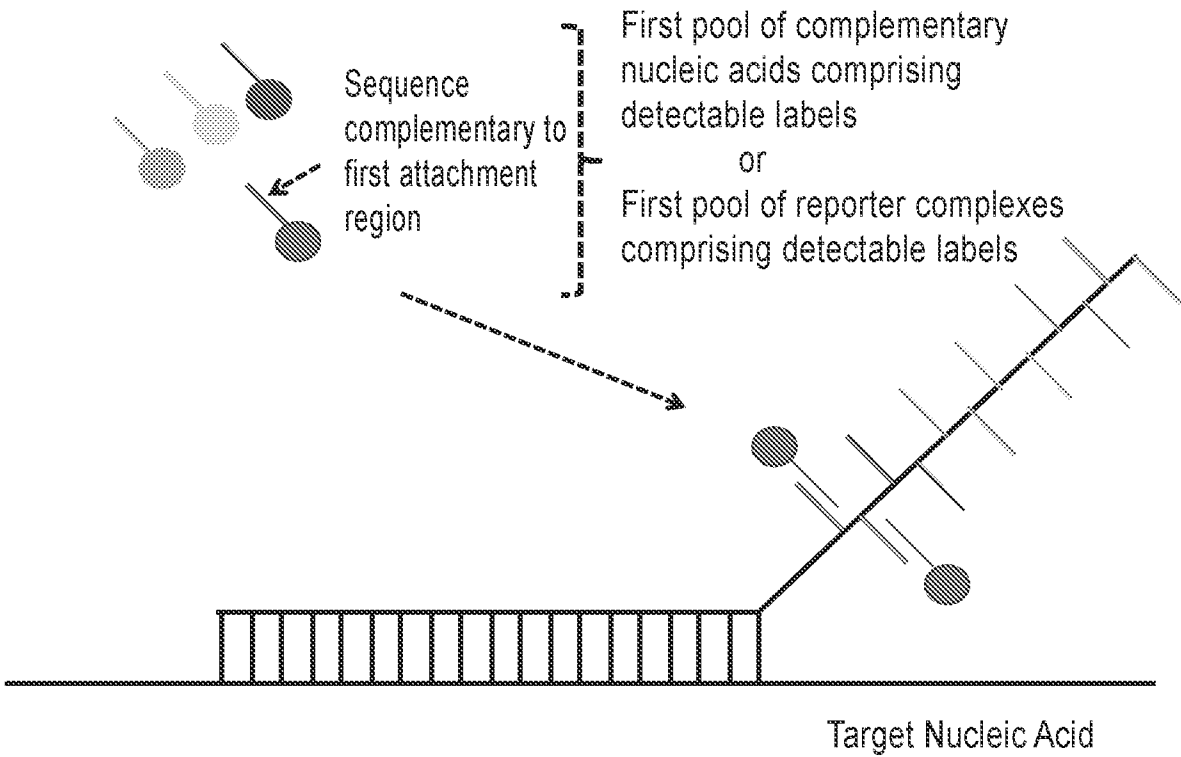 Sequence
complementary to
first attachment
region
First pool of complementary
nucleic acids comprising
detectable labels
or
First pool of reporter complexes
comprising detectable labels
Target Nucleic Acid